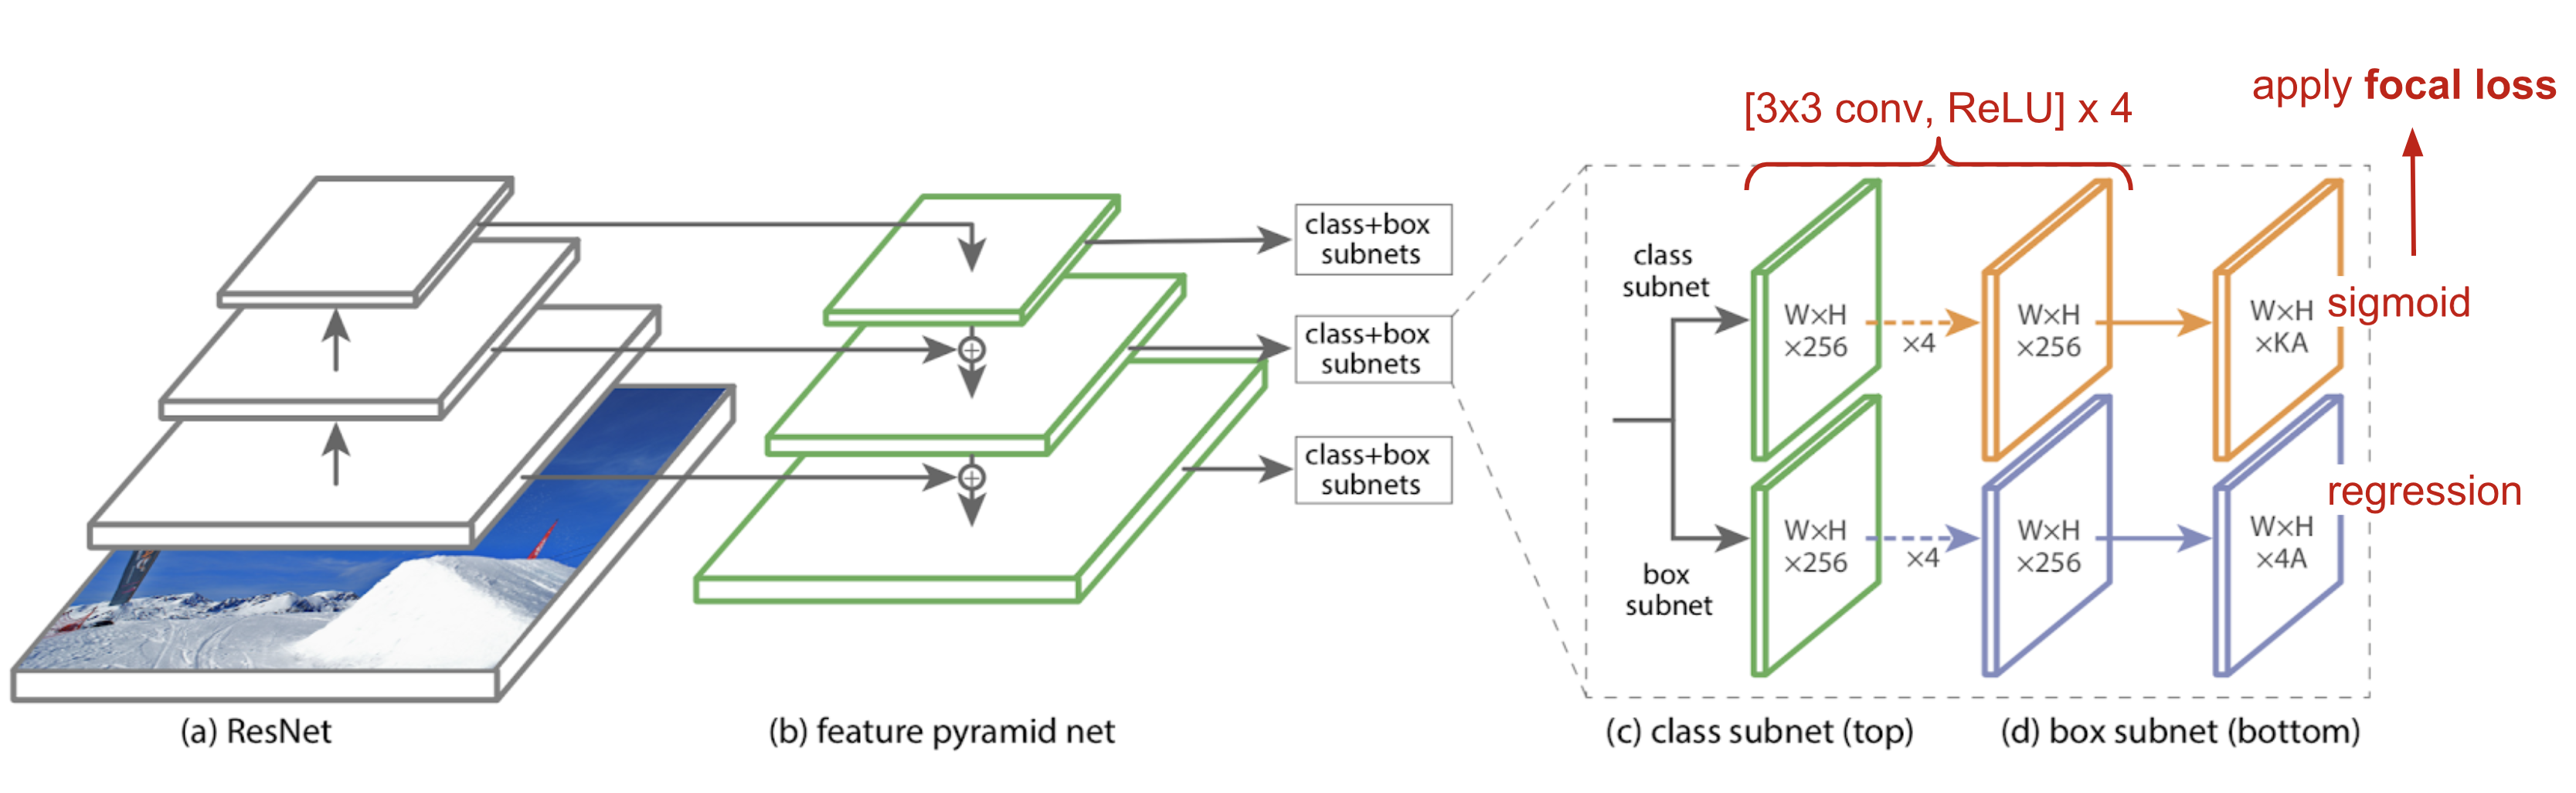 apply focal loss
[3x3 conv, ReLU] x 4
class+box
subnets
class+box
subnets
class+box
subnets
class
subnet
W×H
×256
×4
W×H
×256
W×H
×KA
sigmoid
box
subnet
W×H
×256
×4
W×H
×256
W×H
×4A
regression
(a) ResNet
(b) feature pyramid net
(c) class subnet (top)
(d) box subnet (bottom)